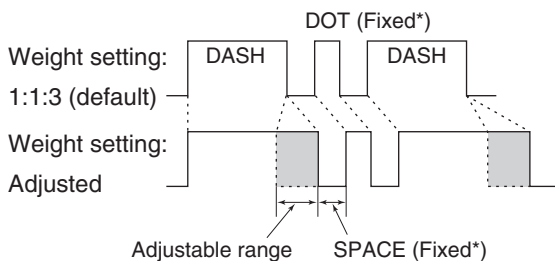 DOT (Fixed*)
Weight setting:
DASH
DASH
1:1:3 (default)
Weight setting:
Adjusted
Adjustable range
SPACE (Fixed*)